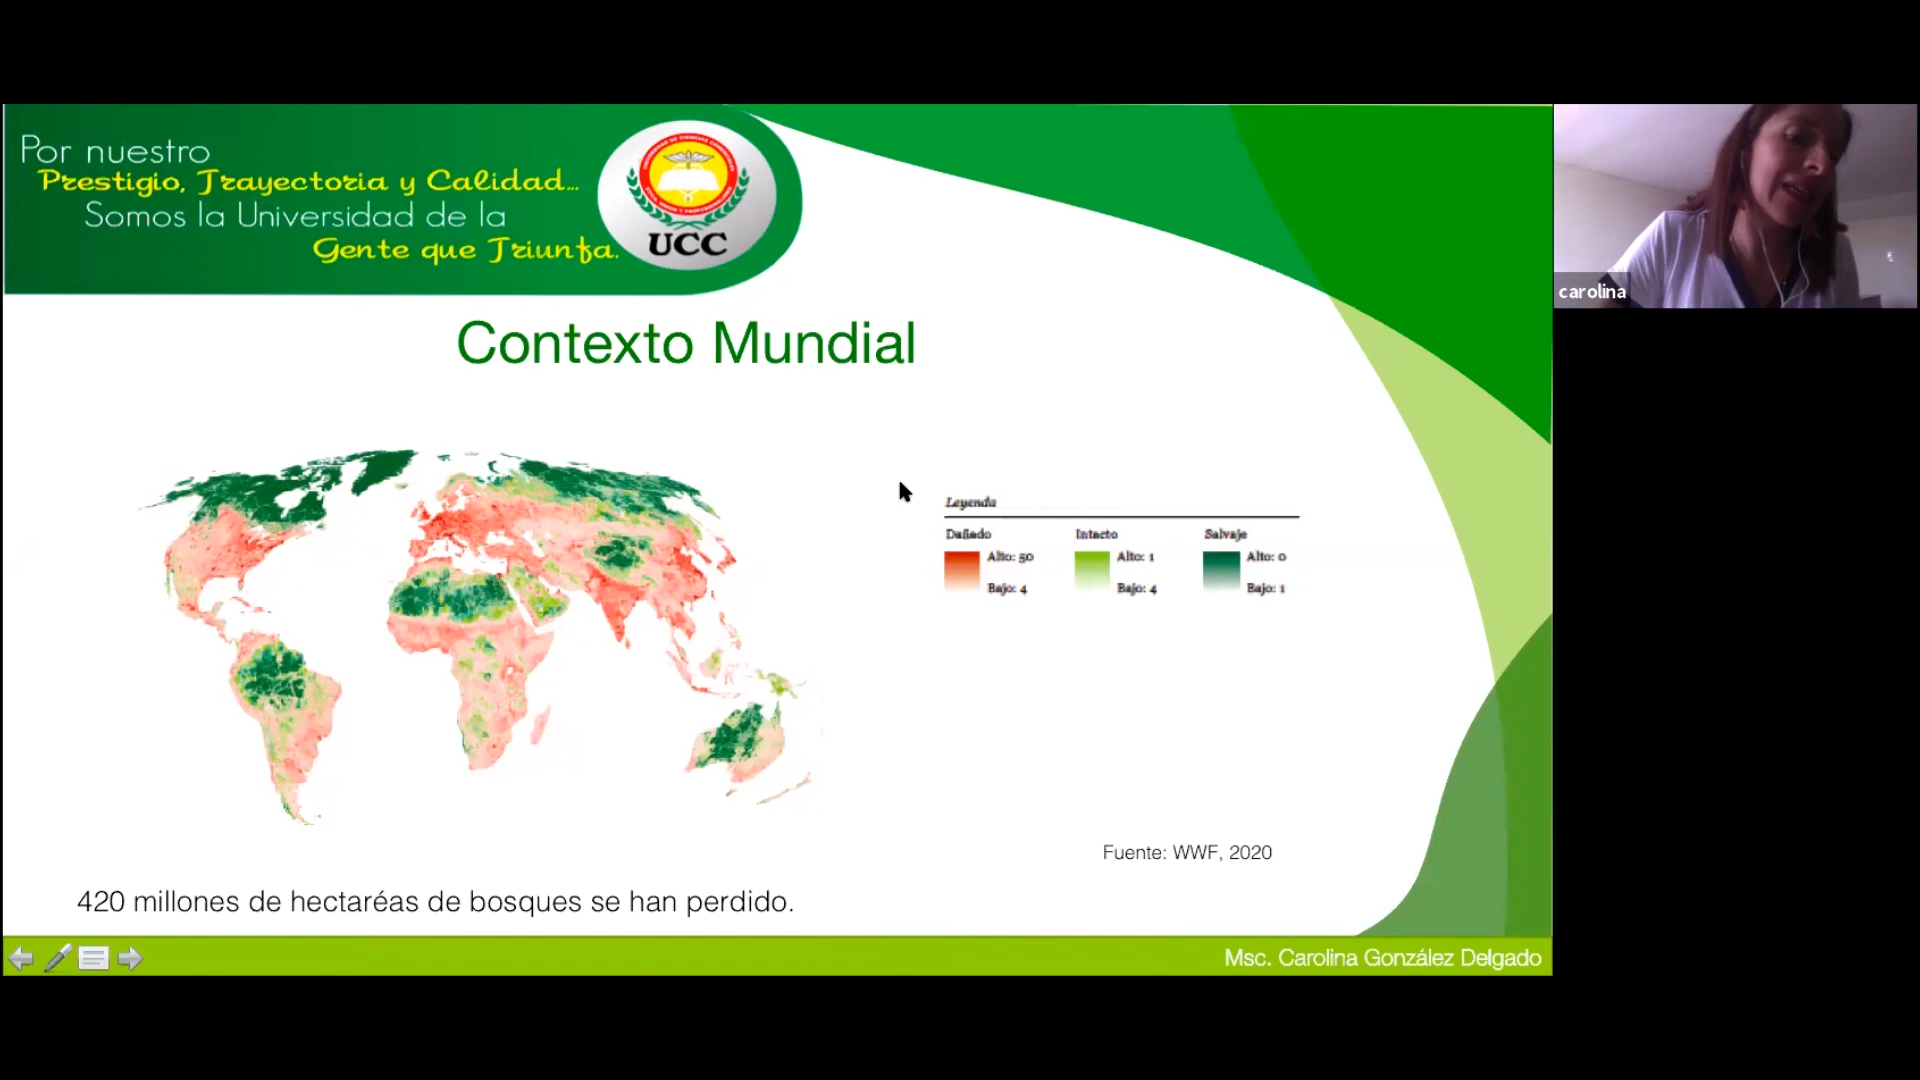 Por nuestro
Prestigio, Trayectoria y Calidad...
Somos la Universidad de la
Gente que Triunfa.
UCC
carolina
Contexto Mundial
Leyenda
Dañado
Intacto
Salvaje
Alto: 50
Alto: 1
Alto: 0
Bajo: 4
Bajo: 4
Bajo: 1
Fuente: WWF, 2020
420 millones de hectaréas de bosques se han perdido.
Msc. Carolina González Delgado